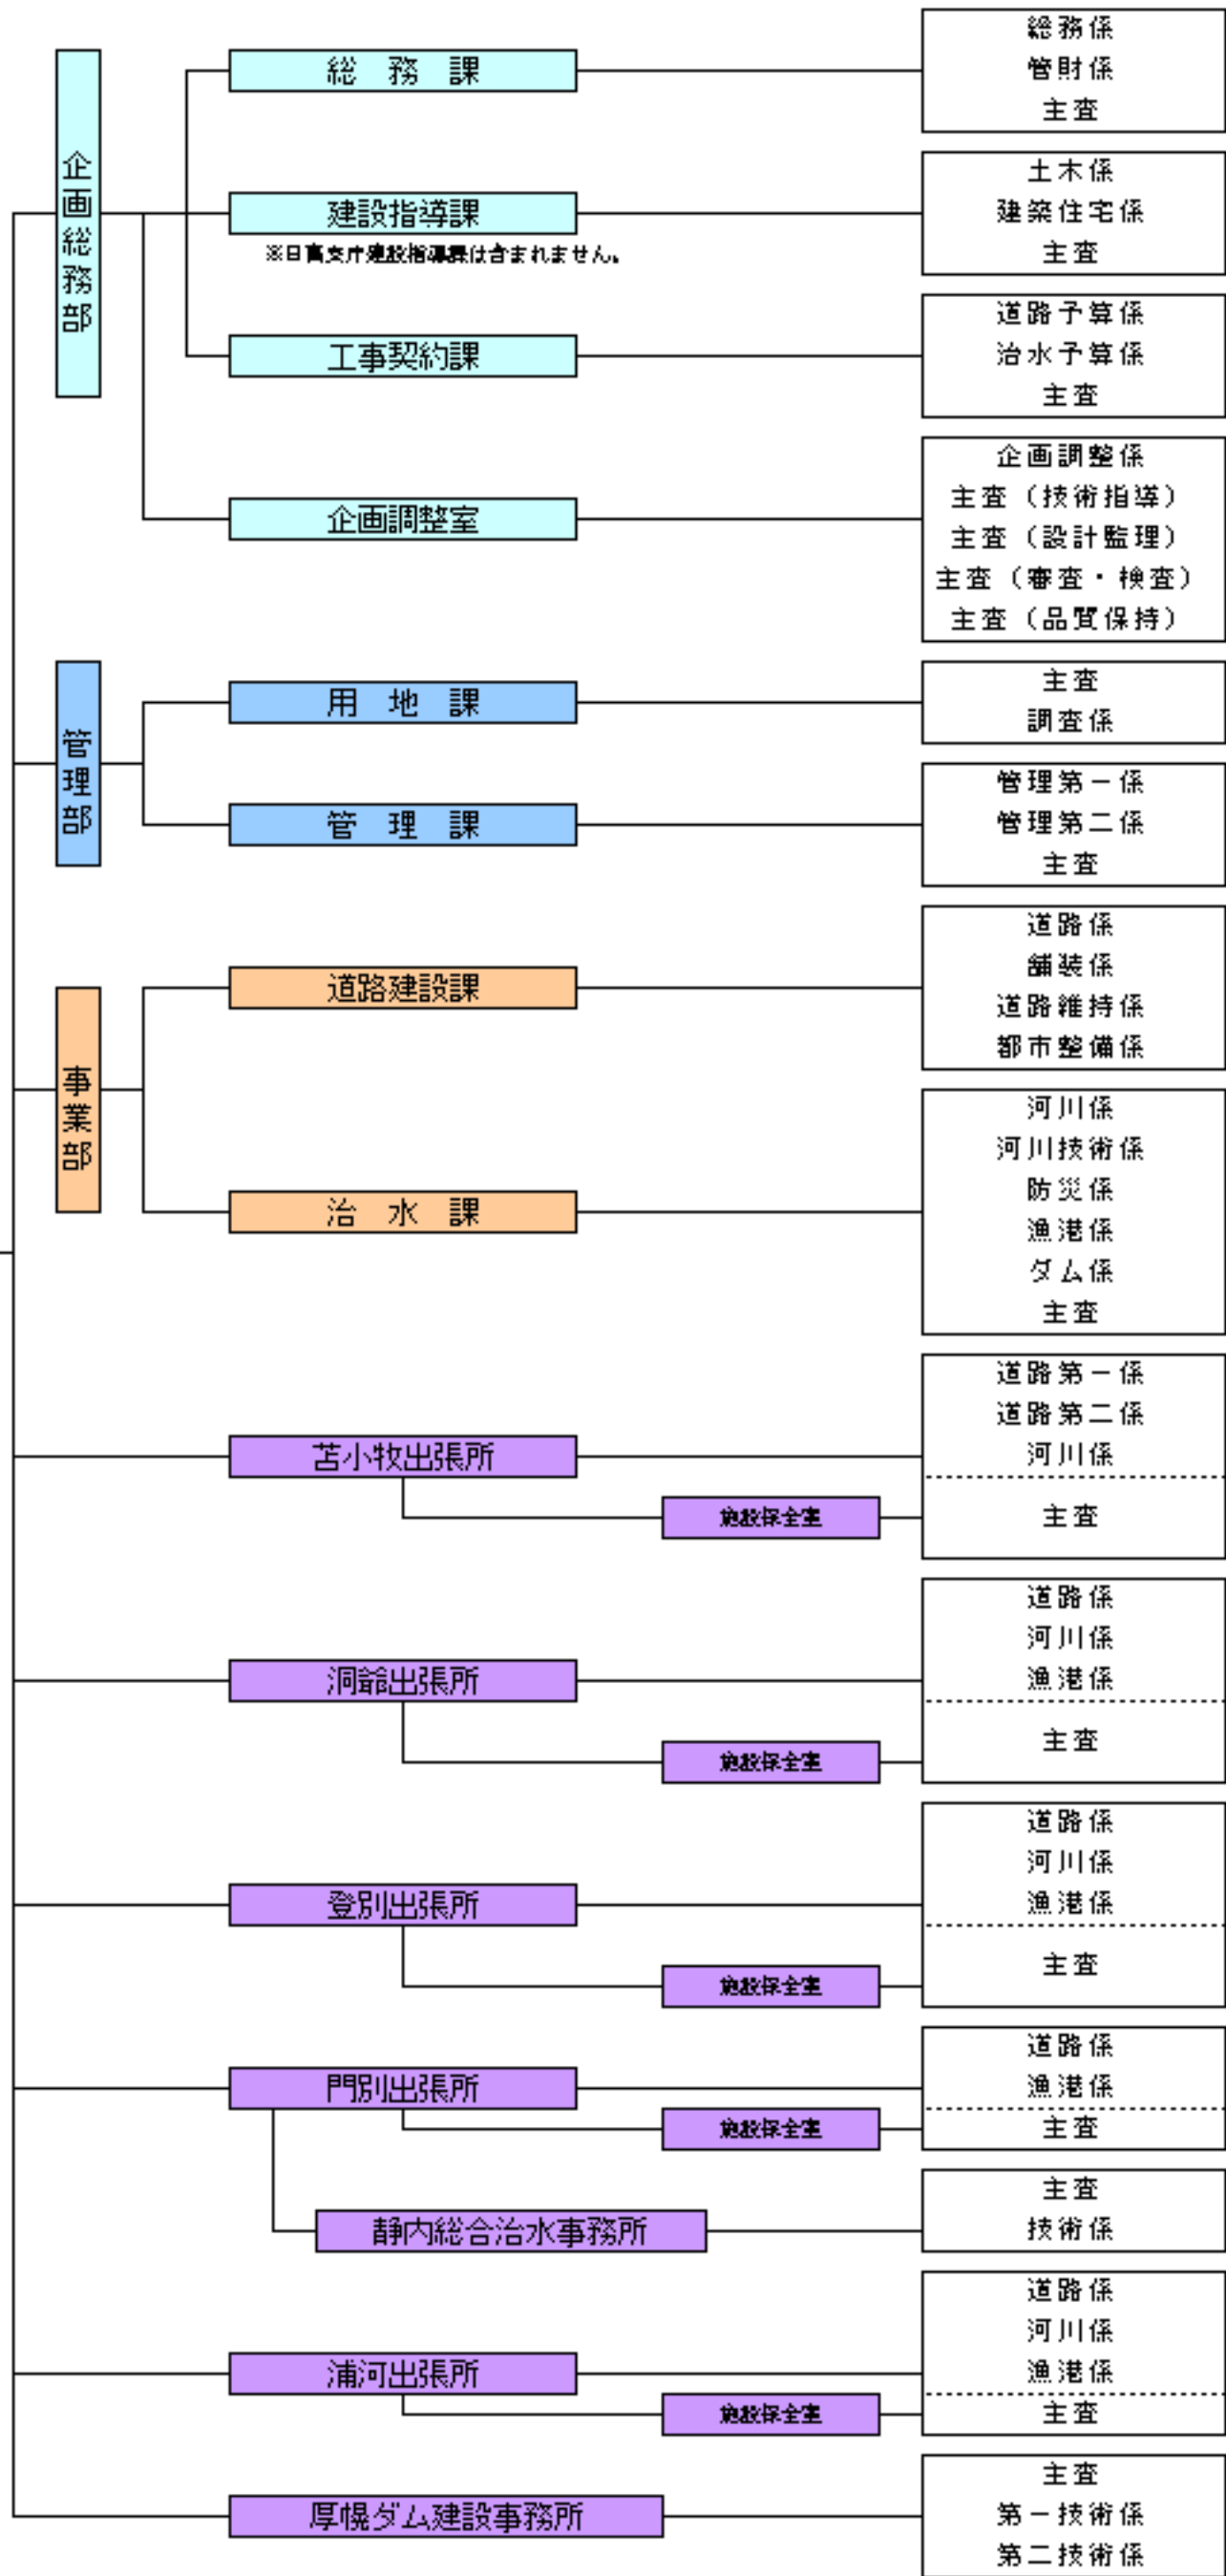 企画総務部
総務課
総務係
管財係
主査
建設指導課
※日高支庁建設指導課は含まれません。
土木係
建築住宅係
主査
工事契約課
道路予算係
治水予算係
主査
企画調整室
企画調整係
主査（技術指導）
主査（設計監理）
主査（審査・検査）
主査（品質保持）
管理部
用地課
主査
調査係
管理課
管理第一係
管理第二係
主査
事業部
道路建設課
道路係
舗装係
道路維持係
都市整備係
治水課
河川係
河川技術係
防災係
漁港係
ダム係
主査
苫小牧出張所
道路第一係
道路第二係
河川係
施設保全室
主査
洞爺出張所
道路係
河川係
漁港係
施設保全室
主査
登別出張所
道路係
河川係
漁港係
施設保全室
主査
門別出張所
道路係
漁港係
施設保全室
主査
静内総合治水事務所
主査
技術係
浦河出張所
道路係
河川係
漁港係
施設保全室
主査
厚幌ダム建設事務所
主査
第一技術係
第二技術係